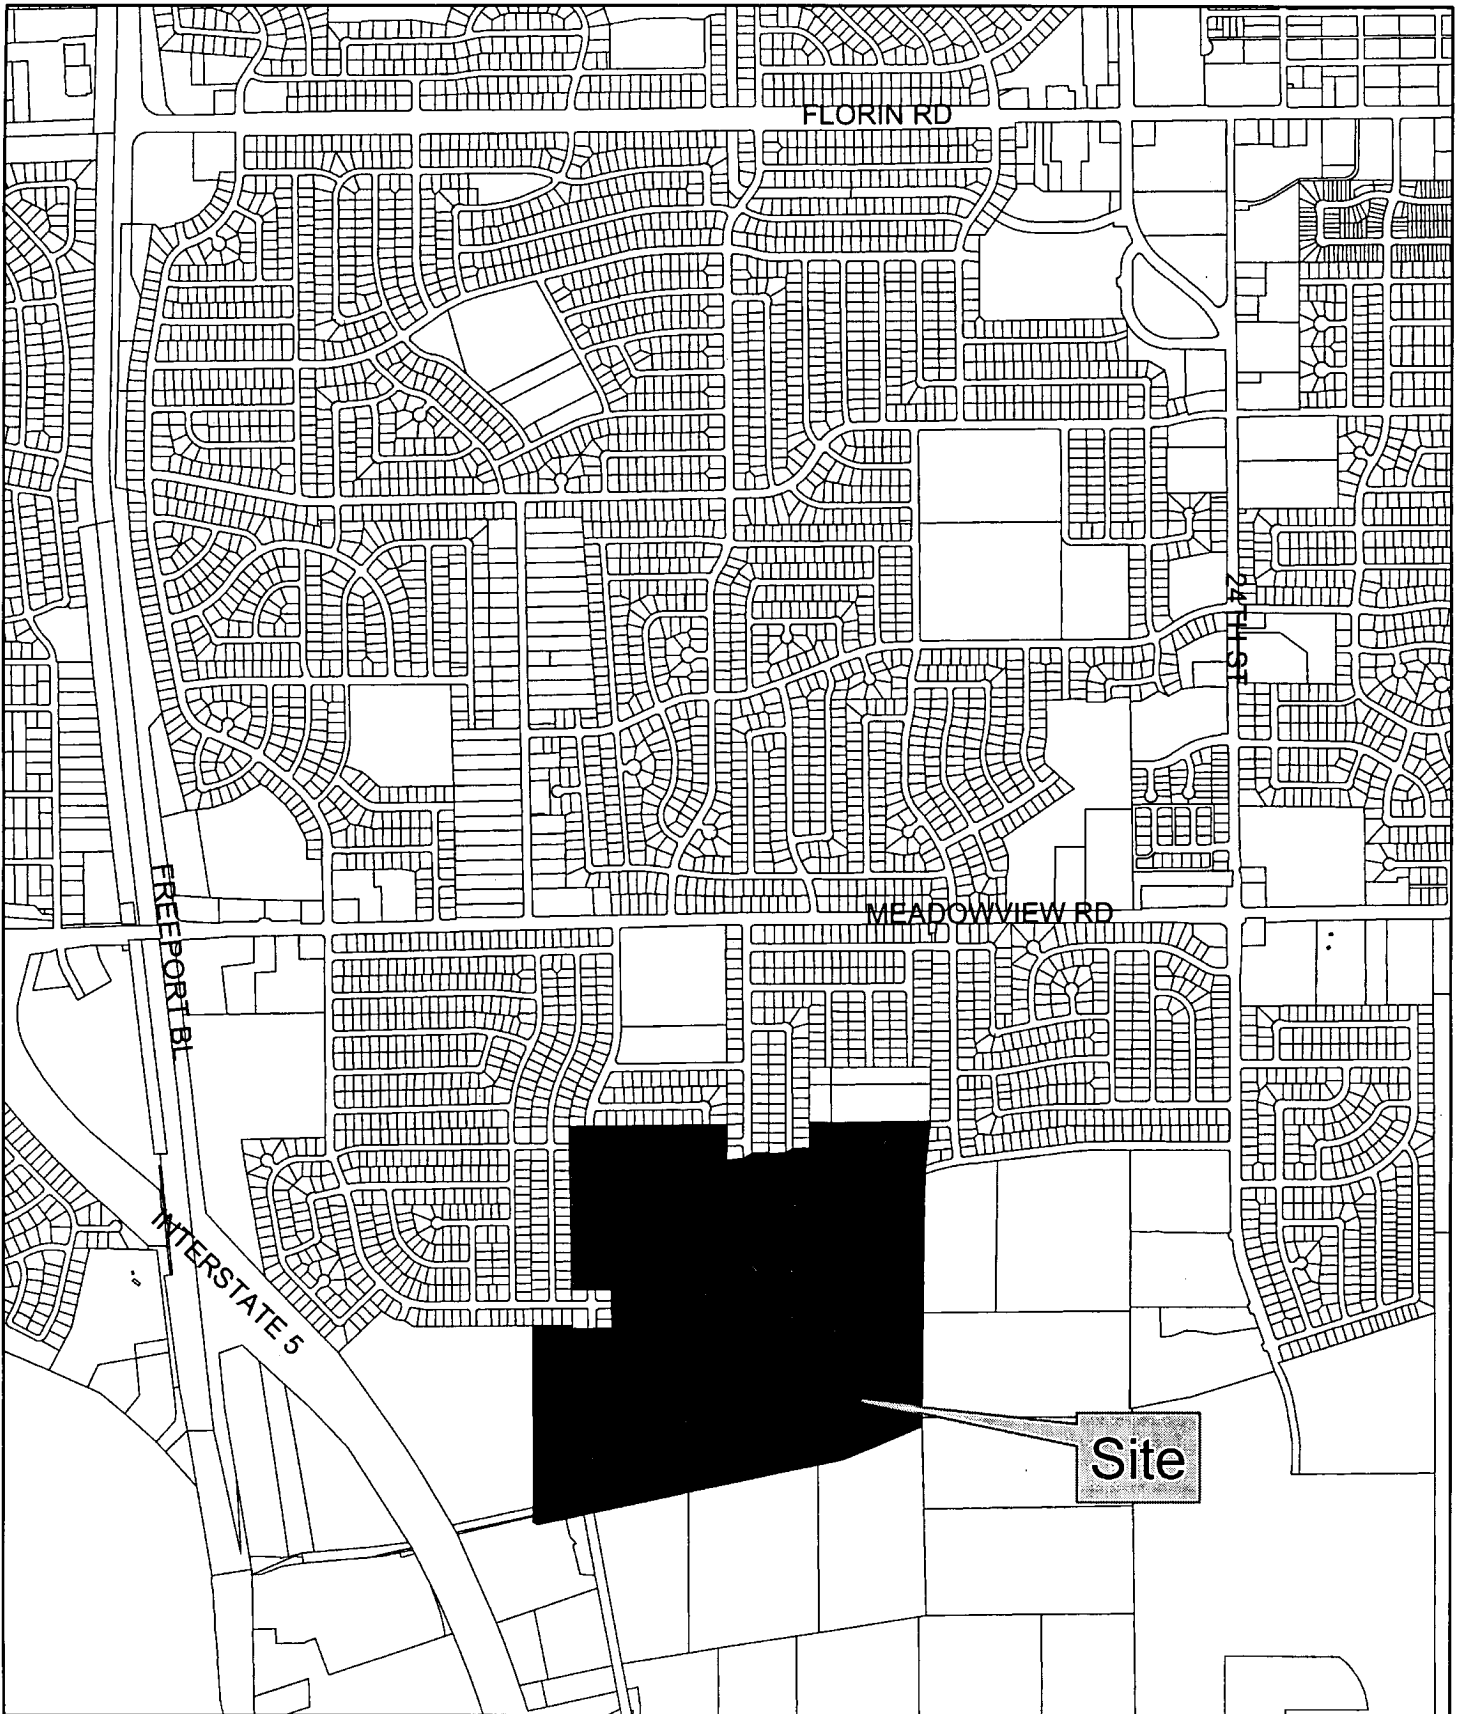 FLORIN RD
24TH ST
MEADOWVIEW RD
FREEPORT BL
INTERSTATE 5
Site